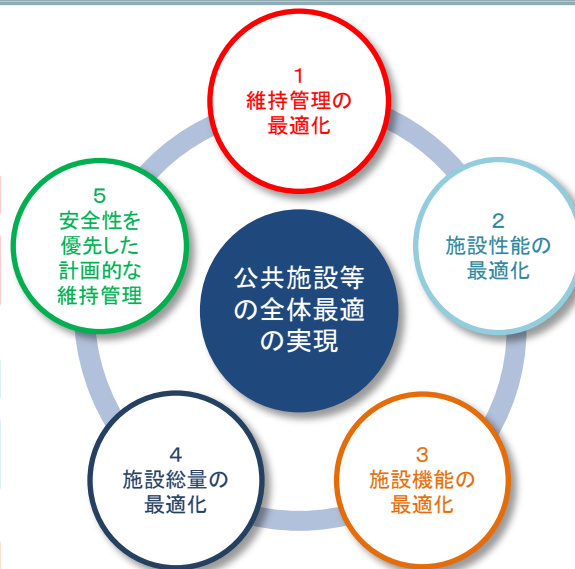 1
維持管理の
最適化
2
施設性能の
最適化
3
施設機能の
最適化
4
施設総量の
最適化
5
安全性を
優先した
計画的な
維持管理
公共施設等
の全体最適
の実現